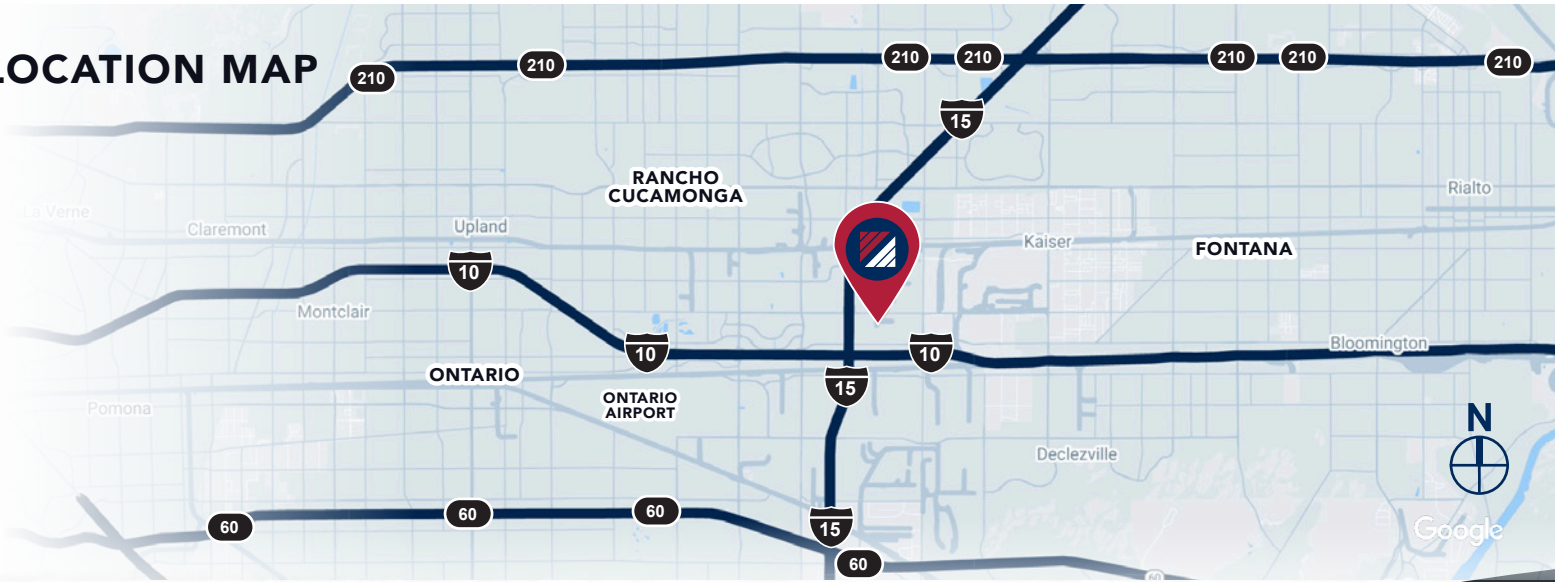 LOCATION MAP
210
210
210
210
210
210
210
15
RANCHO
CUCAMONGA
Rialto
La Verne
Claremont
Upland
Kaiser
FONTANA
10
Montclair
10
10
Bloomington
15
ONTARIO
ONTARIO
AIRPORT
Pomona
N
Declezville
60
60
60
15
Google
60
60